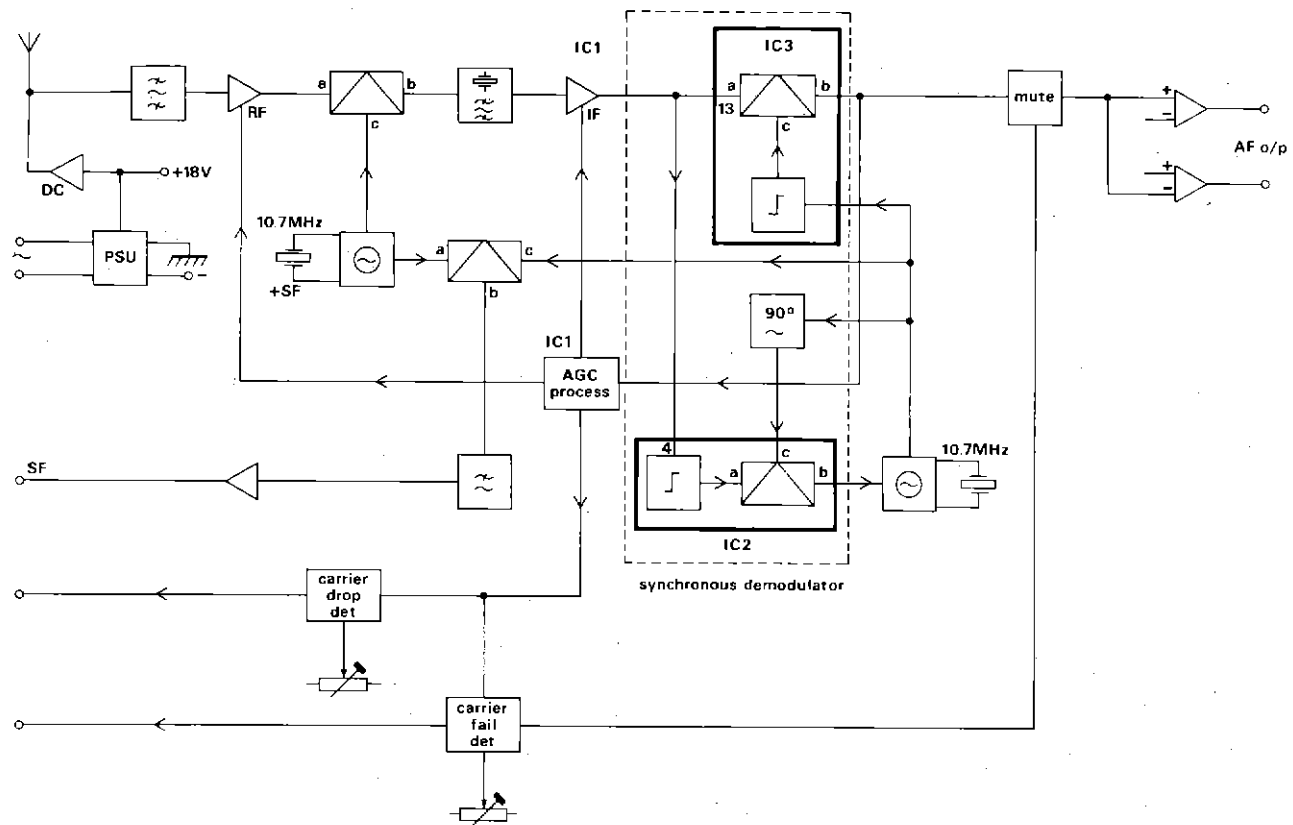 IC1
IC3
a
b
c
RF
IF
a
13
b
c
mute
+
-
+
-
AF o/p
DC
+18V
PSU
~
-
10.7MHz
+SF
a
c
b
90°
~
IC1
AGC
process
SF
4
a
c
b
IC2
10.7MHz
synchronous demodulator
carrier
drop
det
carrier
fail
det